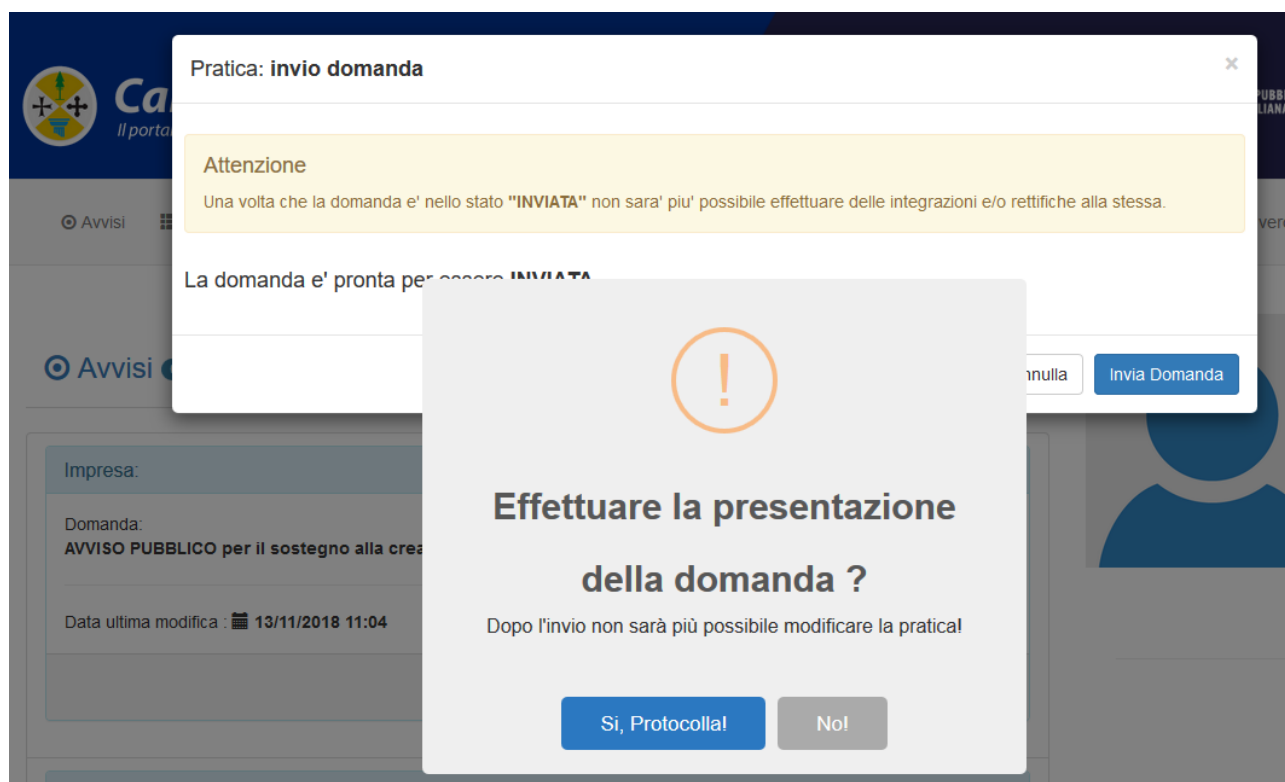 Pratica: invio domanda
×
Il
Attenzione
Una volta che la domanda e' nello stato "INVIATA" non sara' piu' possibile effettuare delle integrazioni e/o rettifiche alla stessa.
Avvisi
La domanda e' pronta per essere INVIATA
Invia Domanda
Avvisi
!
Impresa:
Effettuare la presentazione
della domanda ?
Domanda:
AVVISO PUBBLICO per il sostegno alla
Dopo l'invio non sarà più possibile modificare la pratica!
Data ultima modifica : 13/11/2018 11:04
Si, Protocolla!
No!